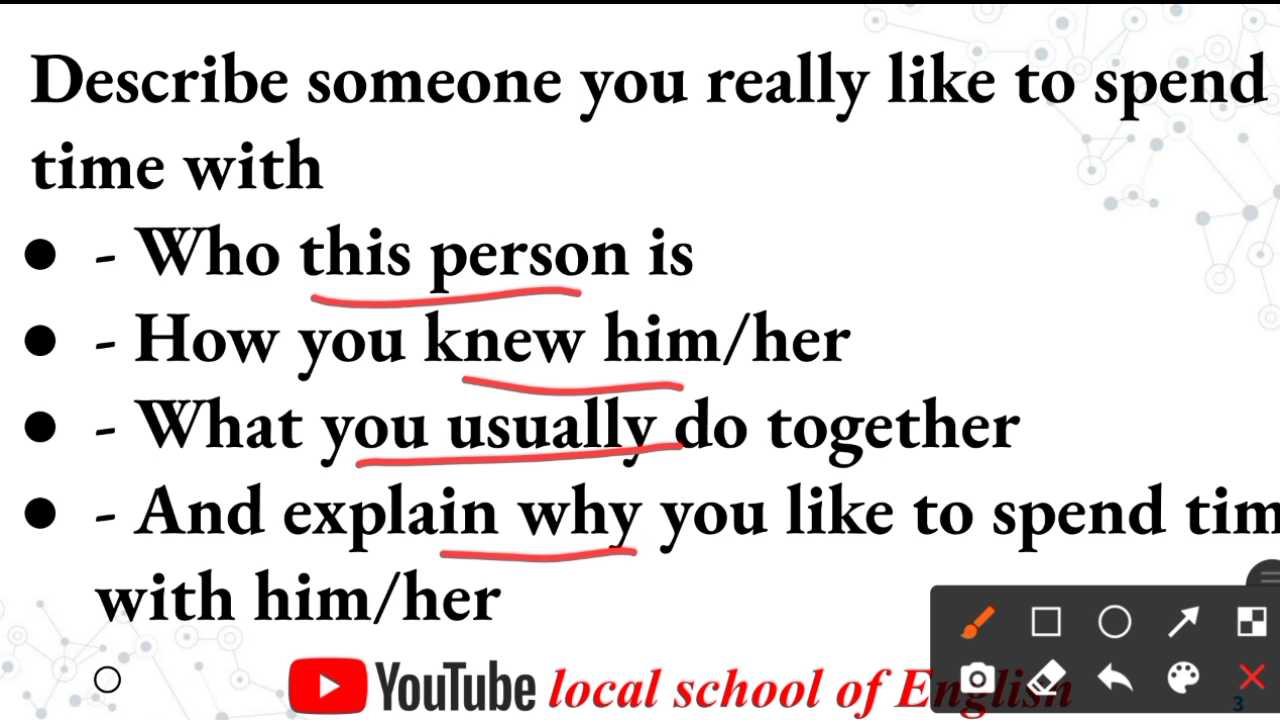 Describe someone you really like to spend
time with
● - Who this person is
● - How you knew him/her
● - What you usually do together
● - And explain why you like to spend tim
with him/her
YouTube local school of English
3